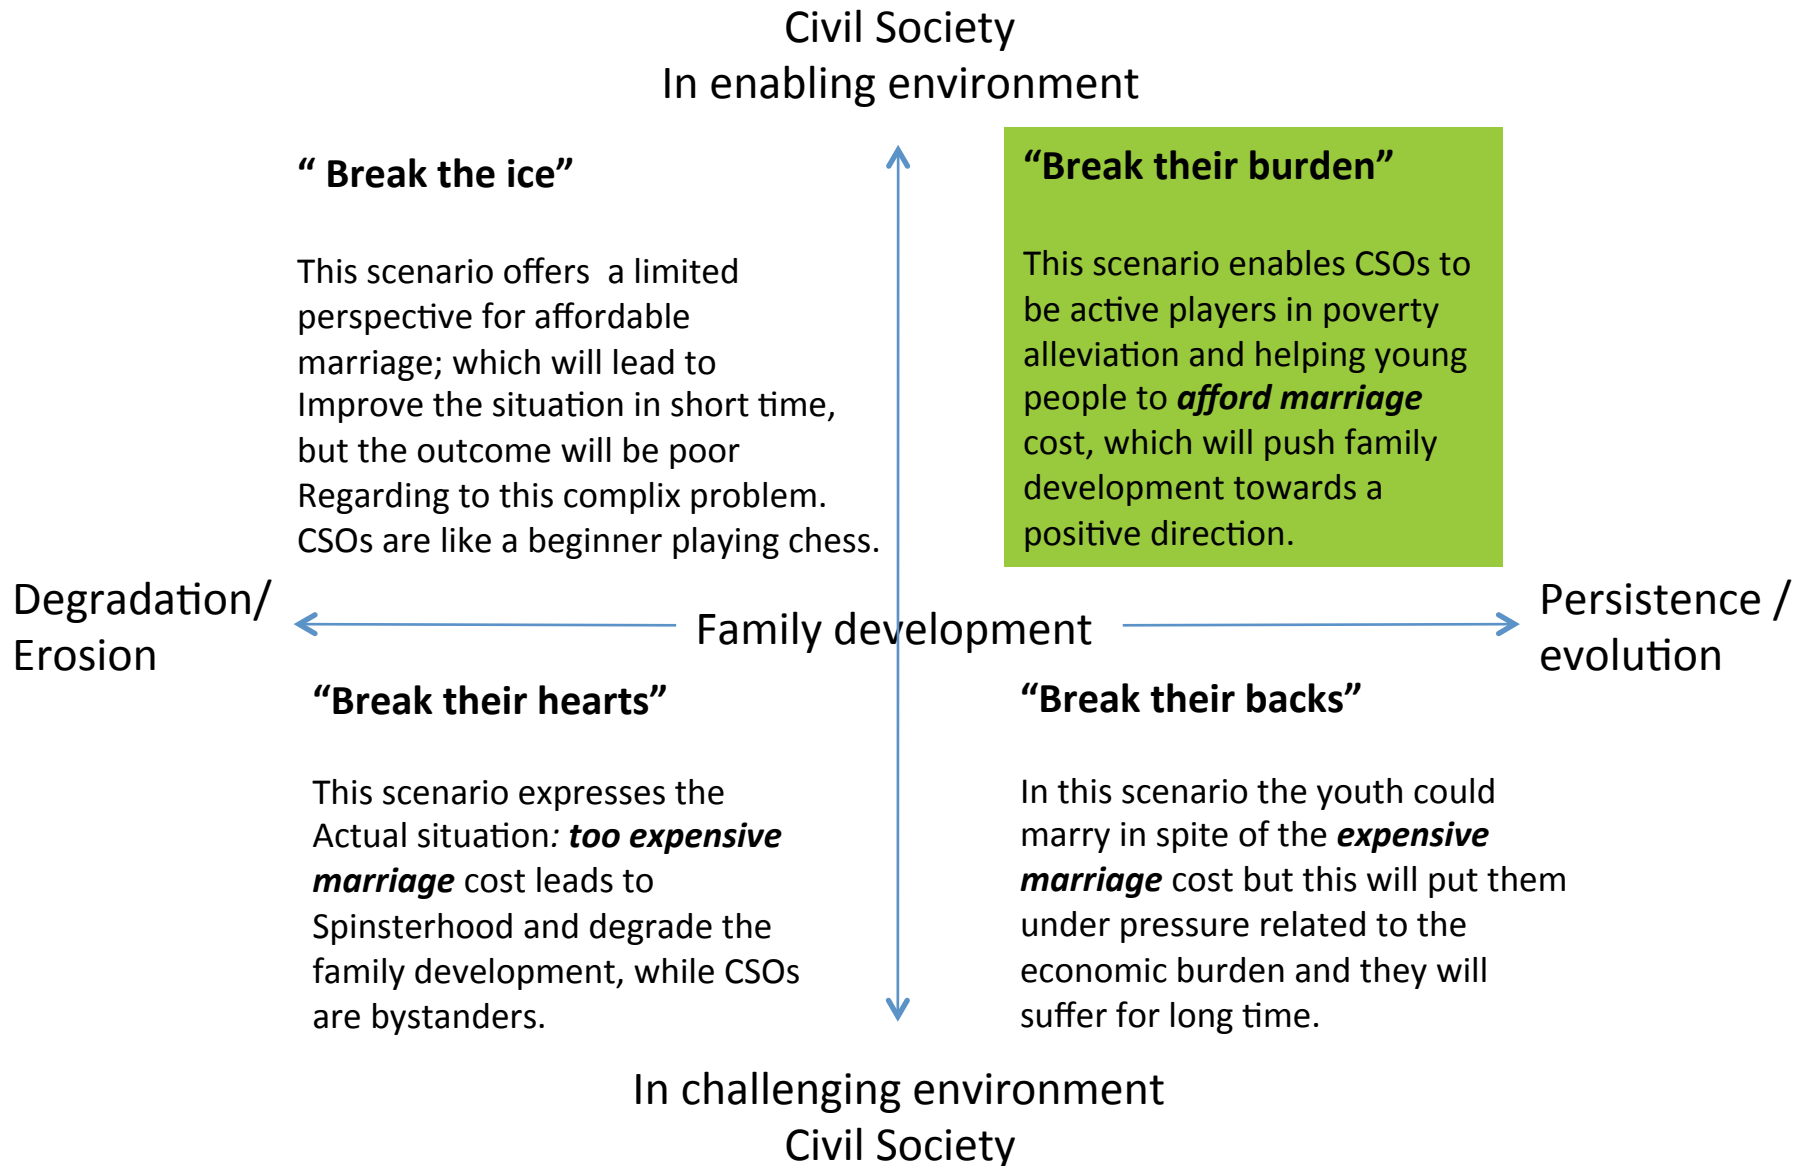 Civil Society
In enabling environment
“ Break the ice”
This scenario offers  a limited
perspective for affordable
marriage; which will lead to
Improve the situation in short time,
but the outcome will be poor
Regarding to this complix problem.
CSOs are like a beginner playing chess.
“Break their burden”
This scenario enables CSOs to
be active players in poverty
alleviation and helping young
people to afford marriage
cost, which will push family
development towards a
positive direction.
Degradation/
Erosion
Family development
Persistence /
evolution
“Break their hearts”
This scenario expresses the
Actual situation: too expensive
marriage cost leads to
Spinsterhood and degrade the
family development, while CSOs
are bystanders.
“Break their backs”
In this scenario the youth could
marry in spite of the expensive
marriage cost but this will put them
under pressure related to the
economic burden and they will
suffer for long time.
In challenging environment
Civil Society